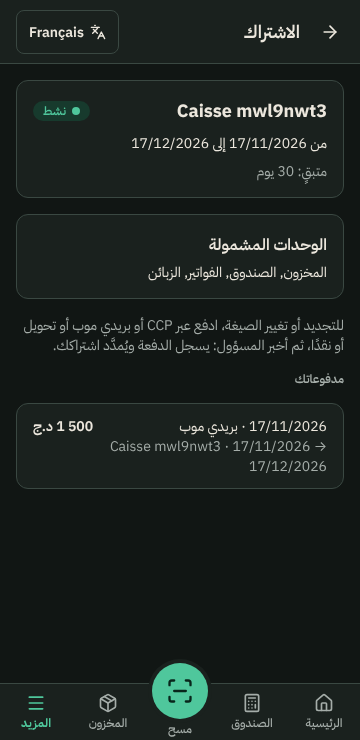 الاشتراك
Français
Caisse mwl9nwt3
نشط
من 17/11/2026 إلى 17/12/2026
متبقٍ: 30 يوم
الوحدات المشمولة
المخزون, الصندوق, الفواتير, الزبائن
للتجديد أو تغيير الصيغة، ادفع عبر CCP أو بريدي موب أو تحويل
أو نقدًا، ثم أخبر المسؤول: يسجل الدفعة ويُمدَّد اشتراكك.
مدفوعاتك
17/11/2026 · بريدي موب
1 500 د.ج
Caisse mwl9nwt3 · 17/11/2026 →
17/12/2026
الرئيسية
الصندوق
مسح
المخزون
المزيد